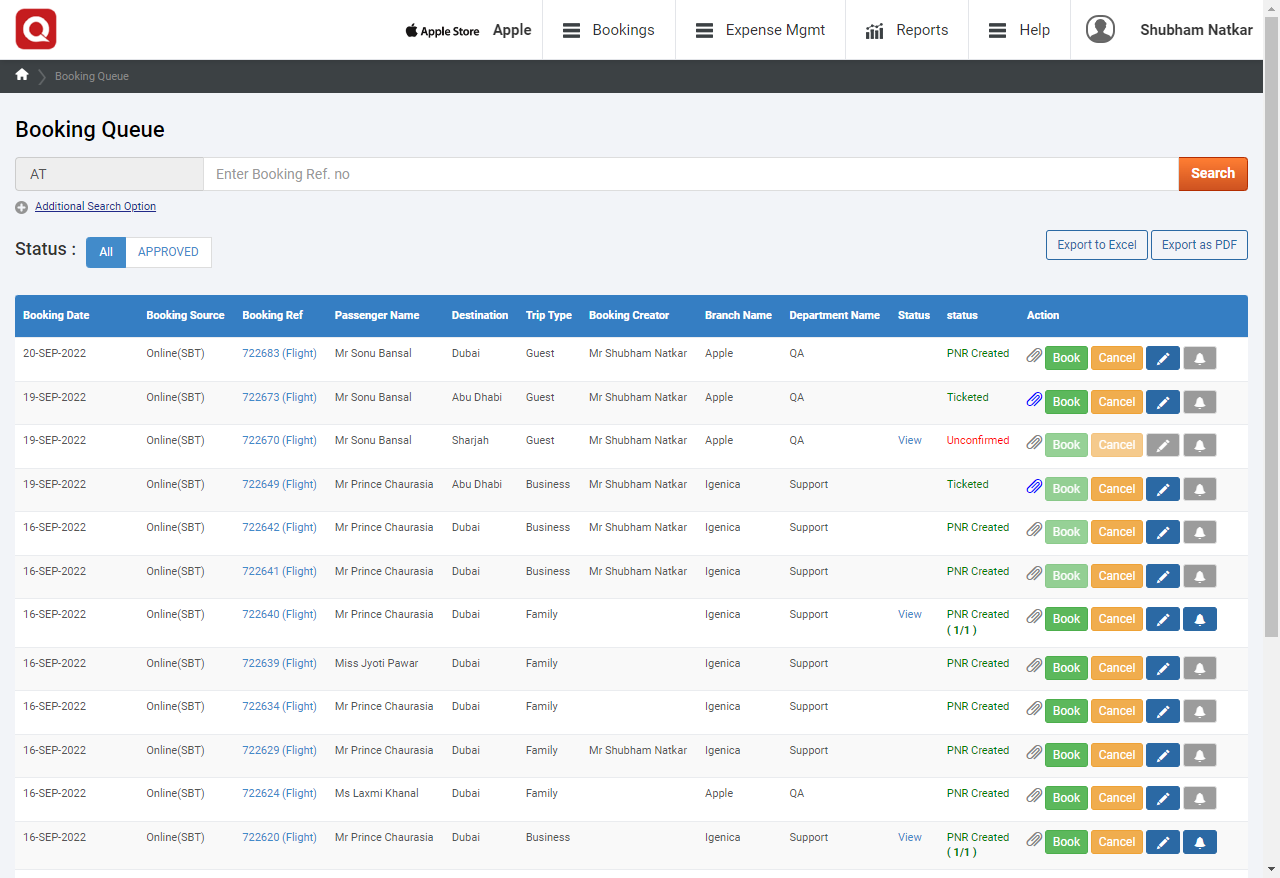 Apple Store Apple Bookings Expense Mgmt Reports Help Shubham Natkar
Booking Queue
Booking Queue
AT Enter Booking Ref. no Search
Additional Search Option
Status : All APPROVED Export to Excel Export as PDF
Booking Date Booking Source Booking Ref Passenger Name Destination Trip Type Booking Creator Branch Name Department Name Status status Action
20-SEP-2022 Online(SBT) 722683 (Flight) Mr Sonu Bansal Dubai Guest Mr Shubham Natkar Apple QA PNR Created Book Cancel
19-SEP-2022 Online(SBT) 722673 (Flight) Mr Sonu Bansal Abu Dhabi Guest Mr Shubham Natkar Apple QA Ticketed Book Cancel
19-SEP-2022 Online(SBT) 722670 (Flight) Mr Sonu Bansal Sharjah Guest Mr Shubham Natkar Apple QA View Unconfirmed Book Cancel
19-SEP-2022 Online(SBT) 722649 (Flight) Mr Prince Chaurasia Abu Dhabi Business Mr Shubham Natkar Igenica Support Ticketed Book Cancel
16-SEP-2022 Online(SBT) 722642 (Flight) Mr Prince Chaurasia Dubai Business Mr Shubham Natkar Igenica Support PNR Created Book Cancel
16-SEP-2022 Online(SBT) 722641 (Flight) Mr Prince Chaurasia Dubai Business Mr Shubham Natkar Igenica Support PNR Created Book Cancel
16-SEP-2022 Online(SBT) 722640 (Flight) Mr Prince Chaurasia Dubai Family Igenica Support View PNR Created Book Cancel
( 1/1 )
16-SEP-2022 Online(SBT) 722639 (Flight) Miss Jyoti Pawar Dubai Family Igenica Support PNR Created Book Cancel
16-SEP-2022 Online(SBT) 722634 (Flight) Mr Prince Chaurasia Dubai Family Igenica Support PNR Created Book Cancel
16-SEP-2022 Online(SBT) 722629 (Flight) Mr Prince Chaurasia Dubai Family Mr Shubham Natkar Igenica Support PNR Created Book Cancel
16-SEP-2022 Online(SBT) 722624 (Flight) Ms Laxmi Khanal Dubai Family Apple QA PNR Created Book Cancel
16-SEP-2022 Online(SBT) 722620 (Flight) Mr Prince Chaurasia Dubai Business Igenica Support View PNR Created Book Cancel
( 1/1 )